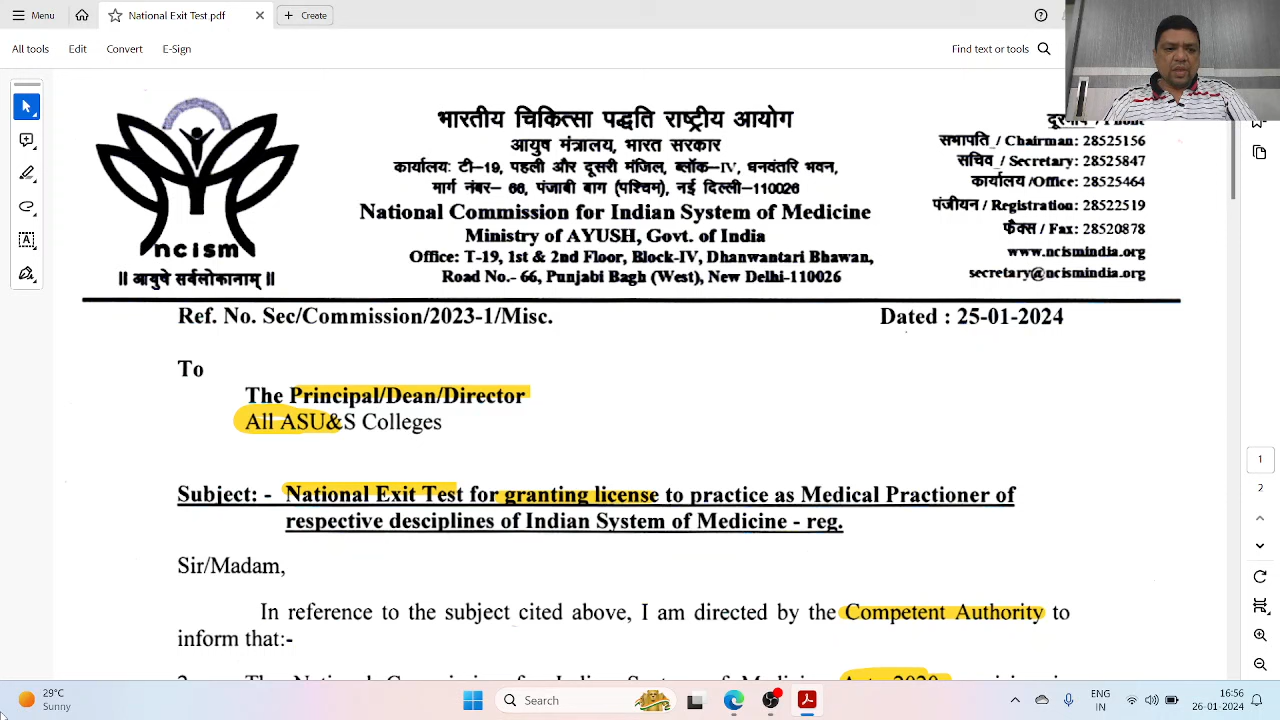 Menu
National Exit Test pdf
Create
All tools
Edit
Convert
E-Sign
Find text or tools
भारतीय चिकित्सा पद्धति राष्ट्रीय आयोग
आयुष मंत्रालय, भारत सरकार
कार्यालयः टी–19, पहली और दूसरी मंजिल, ब्लॉक–IV, धनवंतरि भवन,
मार्ग नंबर– 66, पंजाबी बाग (पश्चिम), नई दिल्ली–110026
National Commission for Indian System of Medicine
Ministry of AYUSH, Govt. of India
Office: T-19, 1st & 2nd Floor, Block-IV, Dhanwantari Bhawan,
Road No.- 66, Punjabi Bagh (West), New Delhi-110026
ncism
॥ आयुषे सर्वलोकानाम् ॥
सभापति / Chairman: 28525156
सचिव / Secretary: 28525847
कार्यालय /Office: 28525464
पंजीयन / Registration: 28522519
फैक्स / Fax: 28520878
www.ncismindia.org
secretary@ncismindia.org
Ref. No. Sec/Commission/2023-1/Misc.
Dated : 25-01-2024
To
The Principal/Dean/Director
All ASU&S Colleges
Subject: - National Exit Test for granting license to practice as Medical Practioner of
respective desciplines of Indian System of Medicine - reg.
Sir/Madam,
In reference to the subject cited above, I am directed by the Competent Authority to
inform that:-
1
2
29°C
Sunny
Search
ENG
IN
16:56
26-01-2024